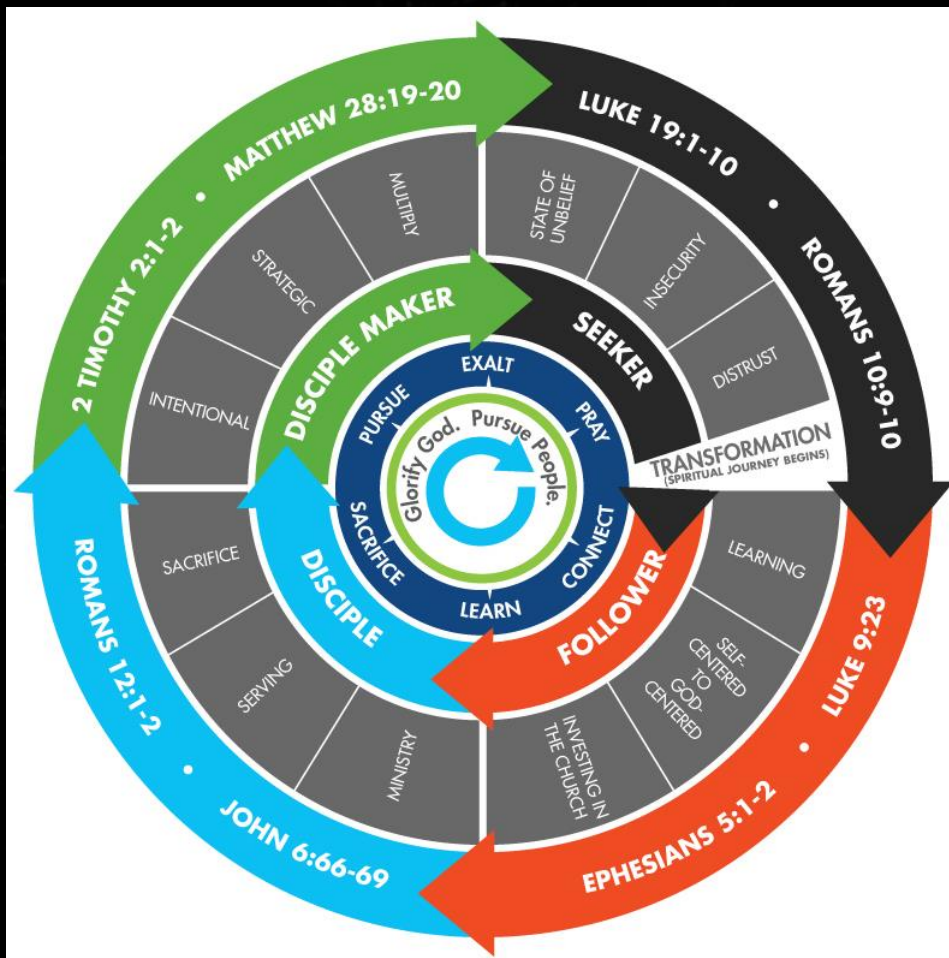 MATTHEW 28:19-20
2 TIMOTHY 2:1-2
LUKE 19:1-10
ROMANS 10:9-10
LUKE 9:23
EPHESIANS 5:1-2
JOHN 6:66-69
ROMANS 12:1-2
STATE OF
UNBELIEF
INSECURITY
DISTRUST
TRANSFORMATION
(SPIRITUAL JOURNEY BEGINS)
LEARNING
SELF-
CENTERED
TO
GOD-
CENTERED
INVESTING IN
THE CHURCH
MINISTRY
SERVING
SACRIFICE
INTENTIONAL
STRATEGIC
MULTIPLY
SEEKER
FOLLOWER
DISCIPLE
DISCIPLE MAKER
EXALT
PRAY
CONNECT
LEARN
SACRIFICE
PURSUE
Glorify God. Pursue People.